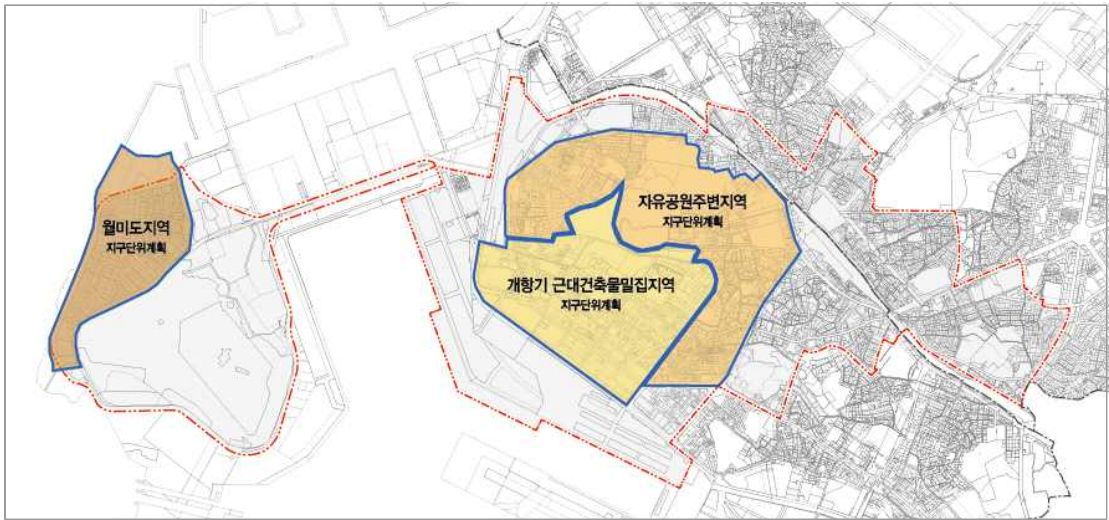 월미도지역
지구단위계획
자유공원주변지역
지구단위계획
개항기 근대건축물밀집지역
지구단위계획